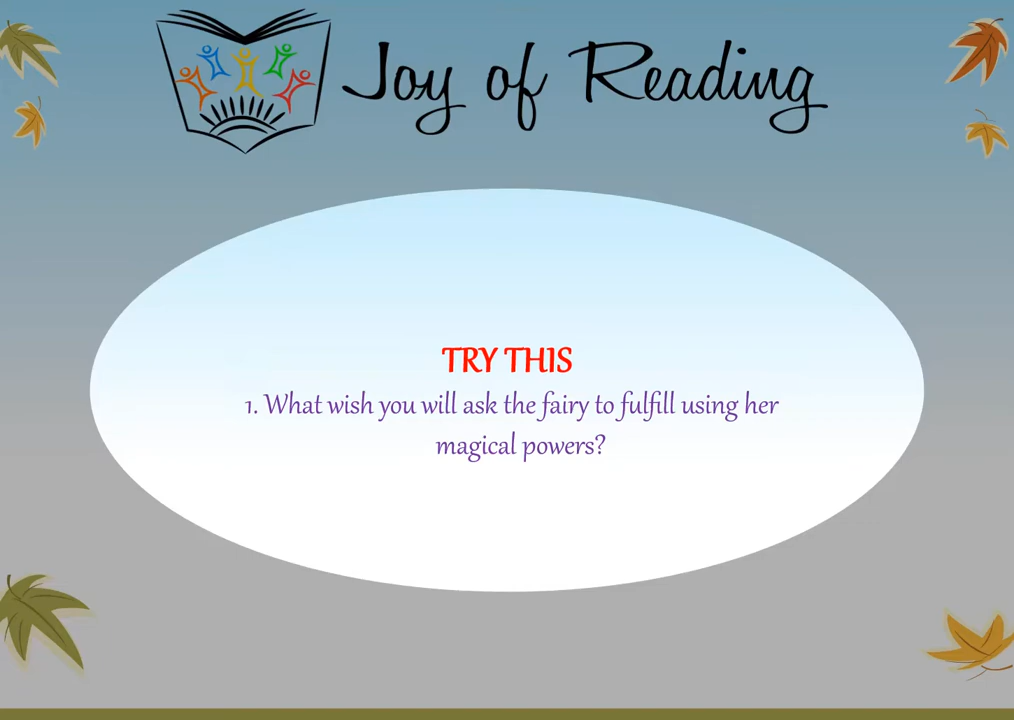 Joy of Reading
TRY THIS
1. What wish you will ask the fairy to fulfill using her
magical powers?